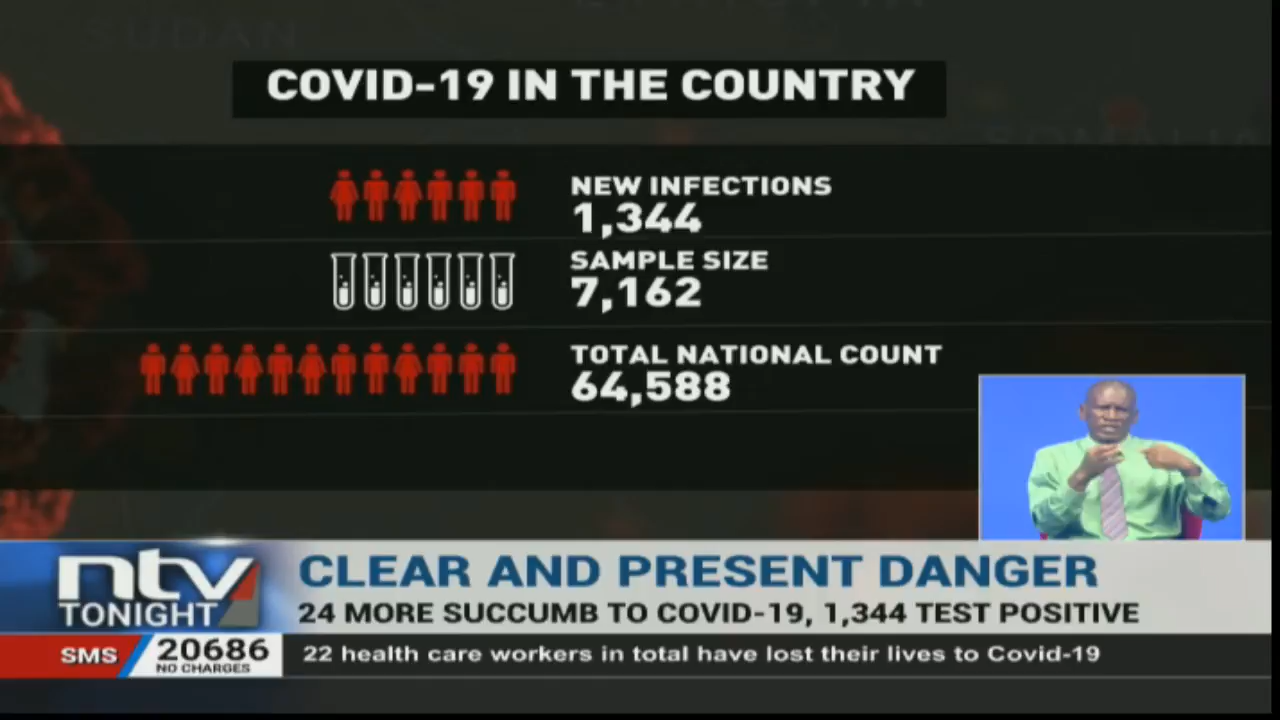 SUDAN
COVID-19 IN THE COUNTRY
SOMALIA
NEW INFECTIONS
1,344
SAMPLE SIZE
7,162
TOTAL NATIONAL COUNT
64,588
ntv
TONIGHT
CLEAR AND PRESENT DANGER
24 MORE SUCCUMB TO COVID-19, 1,344 TEST POSITIVE
SMS 20686
NO CHARGES
22 health care workers in total have lost their lives to Covid-19